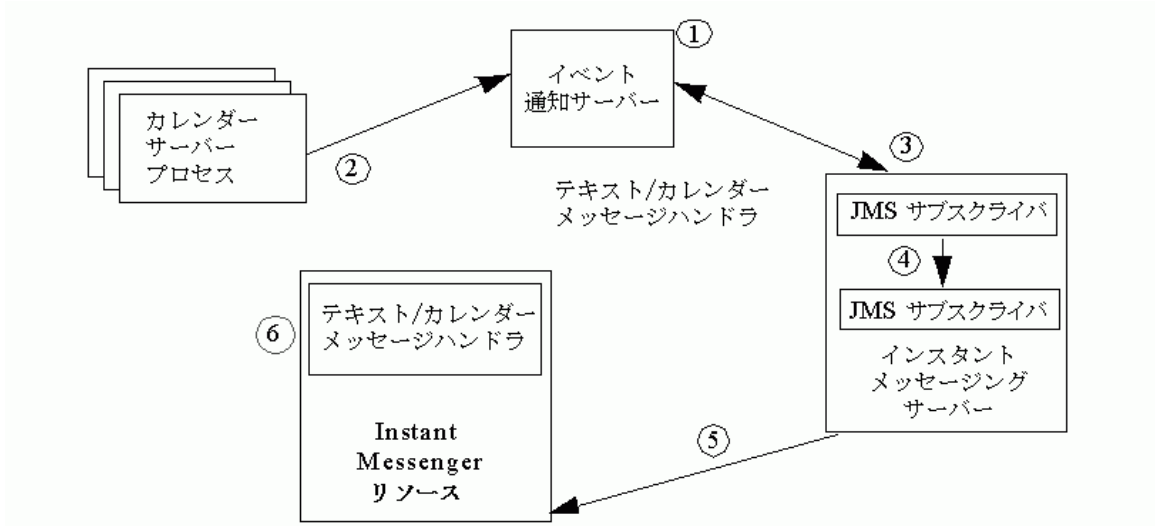 ①
イベント
通知サーバー
カレンダー
サーバー
プロセス
②
③
テキスト/カレンダー
メッセージハンドラ
JMS サブスクライバ
④
JMS サブスクライバ
インスタント
メッセージング
サーバー
⑤
⑥
テキスト/カレンダー
メッセージハンドラ
Instant
Messenger
リソース